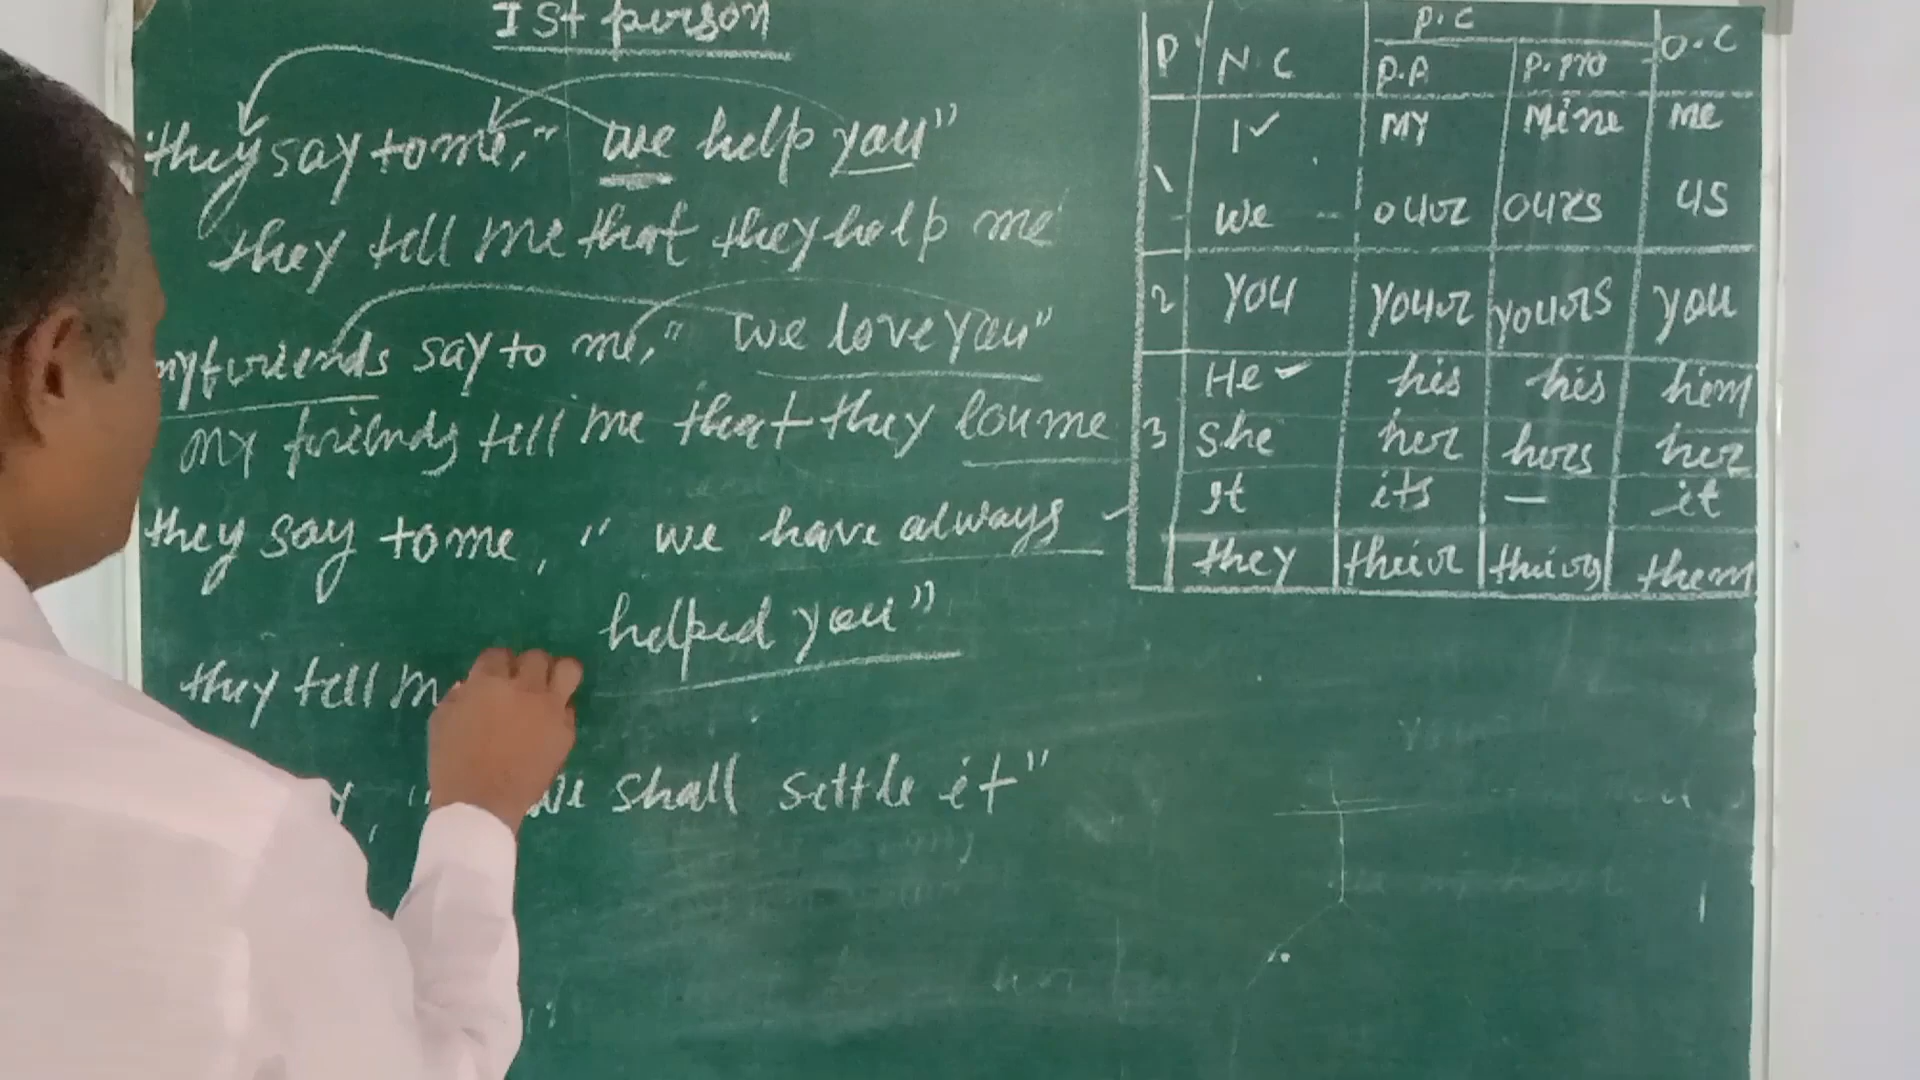 Ist person
they say to me, " we help you"
they tell me that they help me
my friends say to me, " we love you"
my friends tell me that they love me
they say to me, " we have always
helped you"
they tell m
we shall settle it"
P N.C P.C O.C
P.A P.Pro
1 I ✓ my mine me
we our ours us
2 you your yours you
3 He ✓ his his him
she her hers her
It its — it
they their theirs them